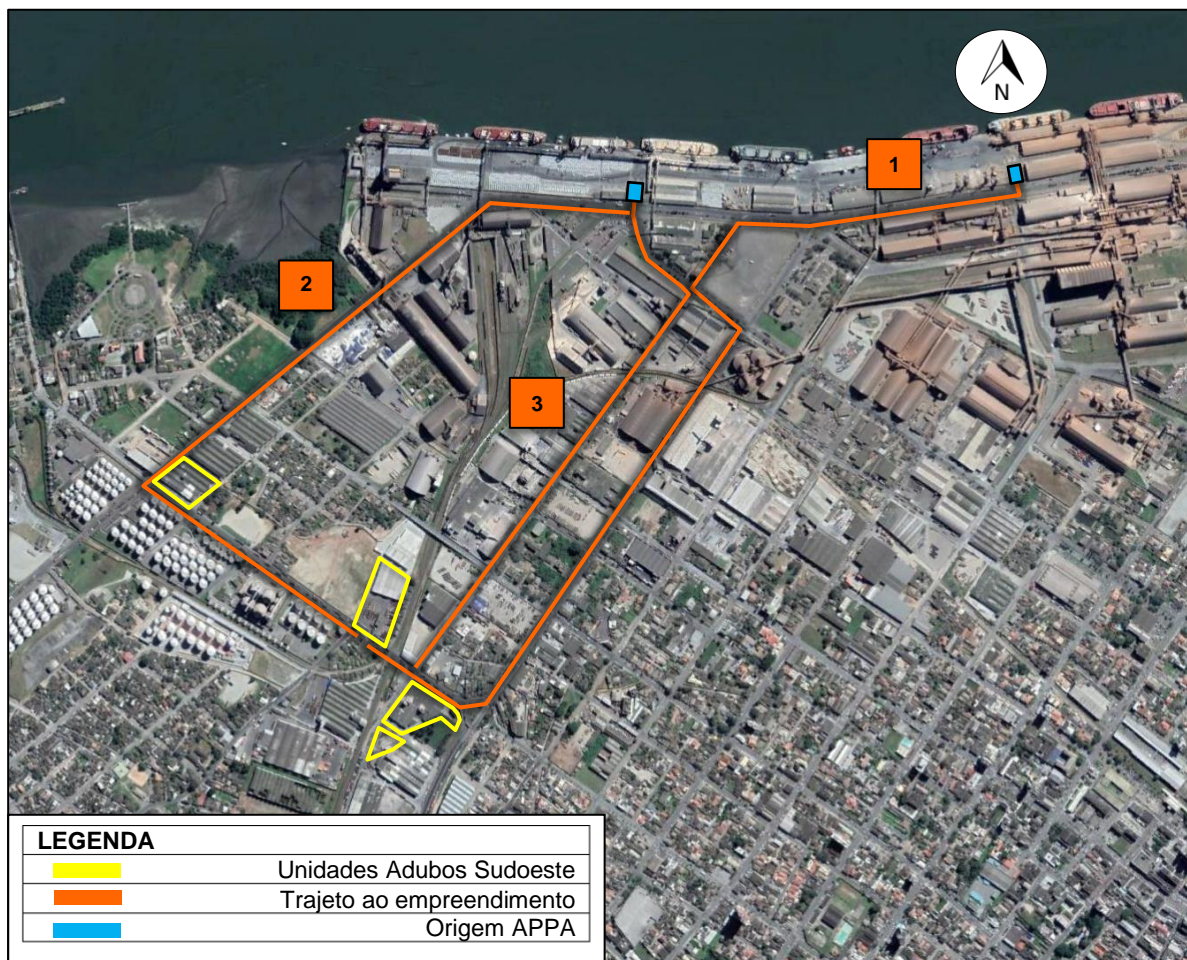 N
1
2
3
LEGENDA
Unidades Adubos Sudoeste
Trajeto ao empreendimento
Origem APPA